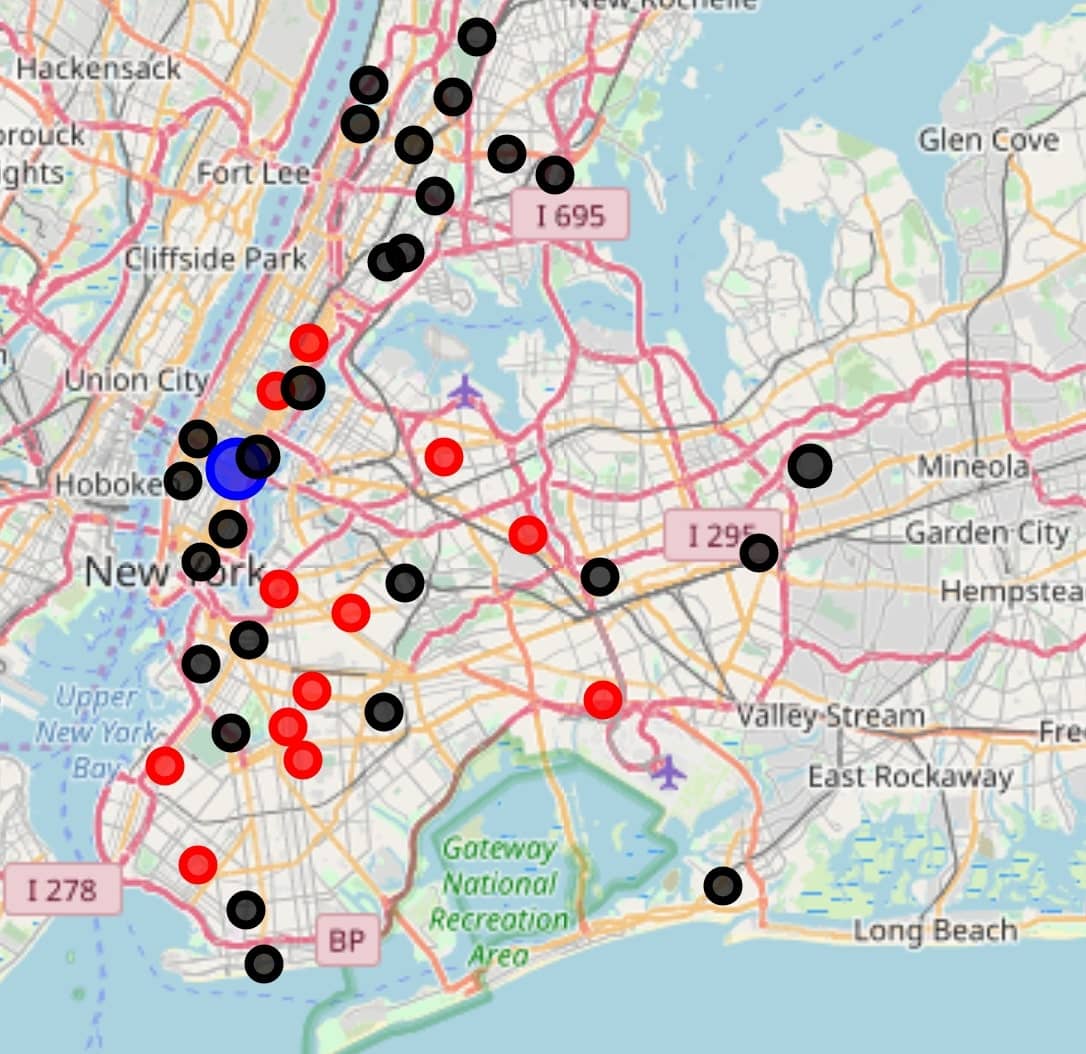 New Rochelle
Hackensack
brouck
ights
Fort Lee
Glen Cove
I 695
Cliffside Park
Union City
Hoboken
Mineola
I 295
Garden City
New York
Hempstea
Upper
New York
Bay
Valley Stream
Free
East Rockaway
Gateway
National
Recreation
Area
I 278
BP
Long Beach